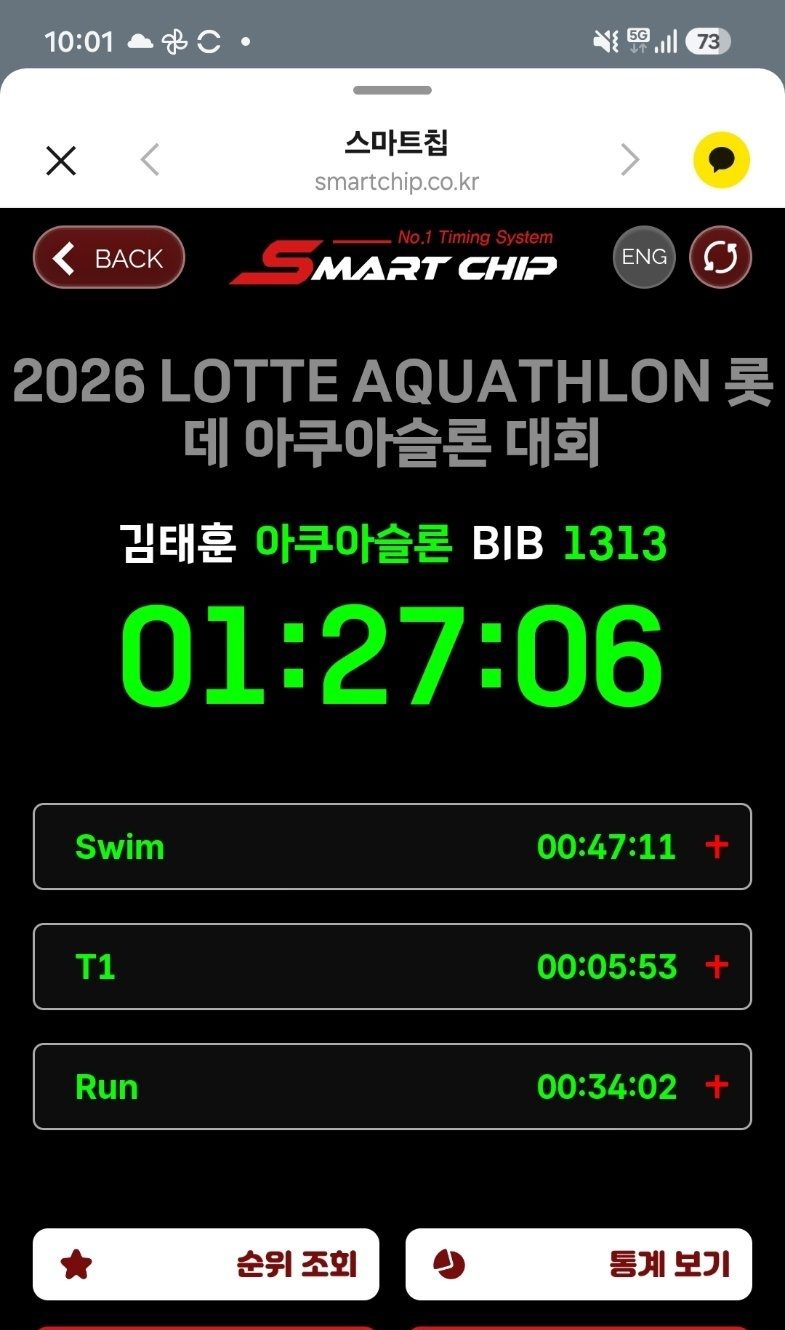 10:01
5G
73
스마트칩
smartchip.co.kr
BACK
No.1 Timing System
SMART CHIP
ENG
2026 LOTTE AQUATHLON 롯
데 아쿠아슬론 대회
김태훈 아쿠아슬론 BIB 1313
01:27:06
Swim 00:47:11 +
T1 00:05:53 +
Run 00:34:02 +
순위 조회
통계 보기